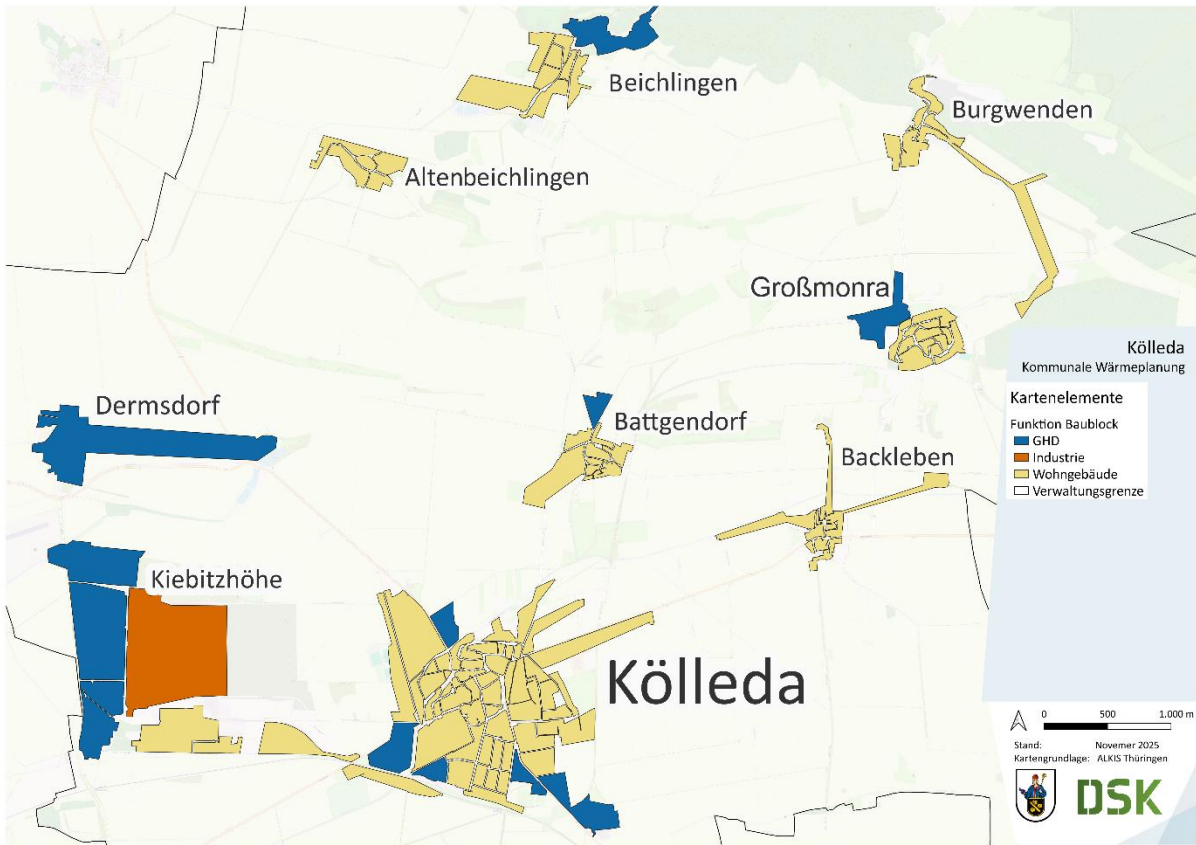 Beichlingen
Burgwenden
Altenbeichlingen
Großmonra
Kölleda
Kommunale Wärmeplanung
Kartenelemente
Funktion Baublock
GHD
Industrie
Wohngebäude
Verwaltungsgrenze
Dermsdorf
Battgendorf
Backleben
Kiebitzhöhe
Kölleda
0 500 1.000 m
Stand: Novemer 2025
Kartengrundlage: ALKIS Thüringen
DSK